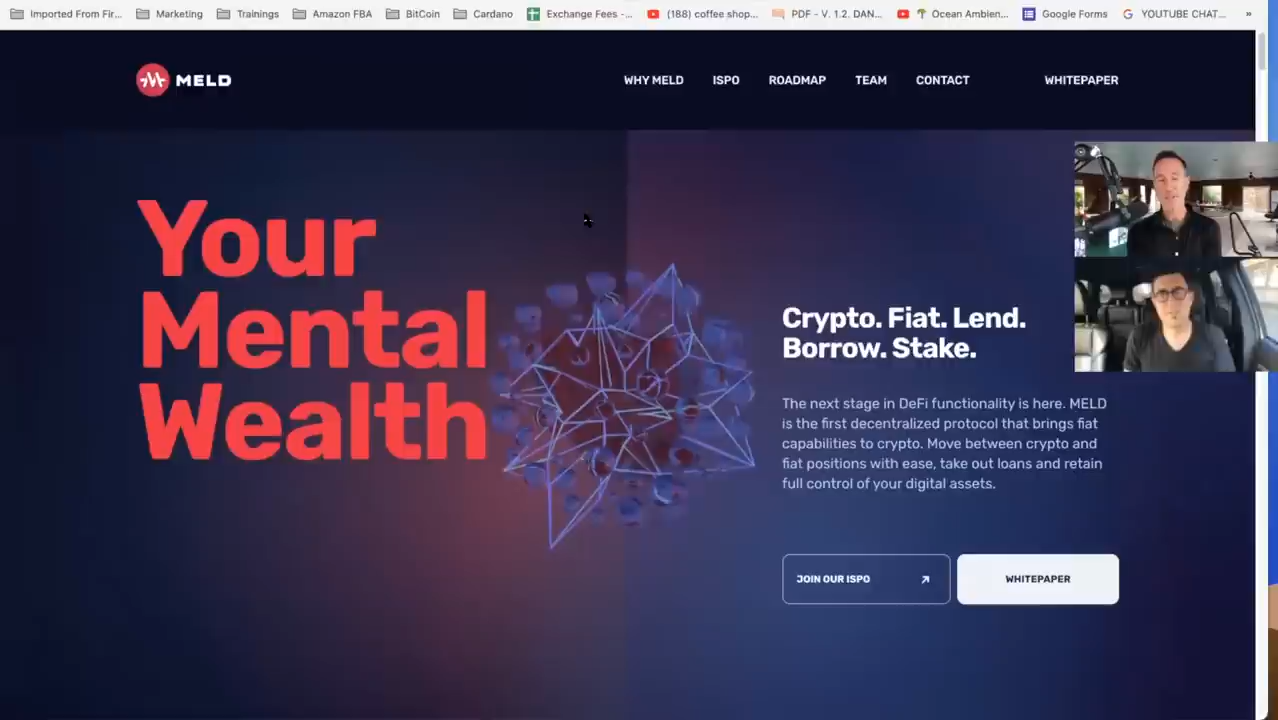 Imported From Fir...
Marketing
Trainings
Amazon FBA
BitCoin
Cardano
Exchange Fees -...
(188) coffee shop...
PDF - V. 1.2. DAN...
Ocean Ambien...
Google Forms
YOUTUBE CHAT...
»
MELD
WHY MELD
ISPO
ROADMAP
TEAM
CONTACT
WHITEPAPER
Your
Mental
Wealth
Crypto. Fiat. Lend.
Borrow. Stake.
The next stage in DeFi functionality is here. MELD
is the first decentralized protocol that brings fiat
capabilities to crypto. Move between crypto and
fiat positions with ease, take out loans and retain
full control of your digital assets.
JOIN OUR ISPO
WHITEPAPER